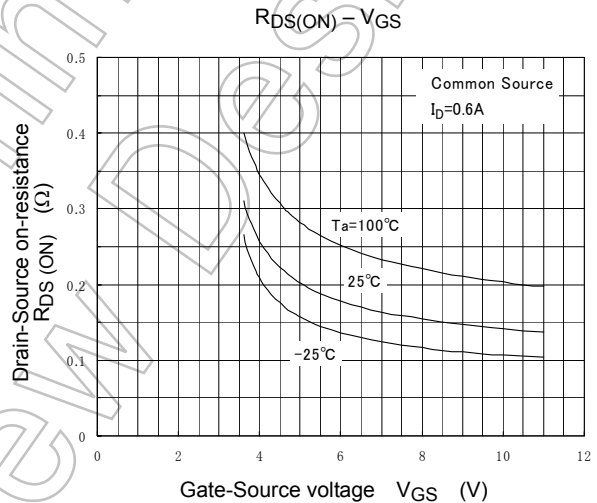 RDS(ON) – VGS
Common Source
ID=0.6A
Ta=100°C
25°C
−25°C
0.5
0.4
0.3
0.2
0.1
0
0 2 4 6 8 10 12
Drain-Source on-resistance
RDS (ON) (Ω)
Gate-Source voltage VGS (V)